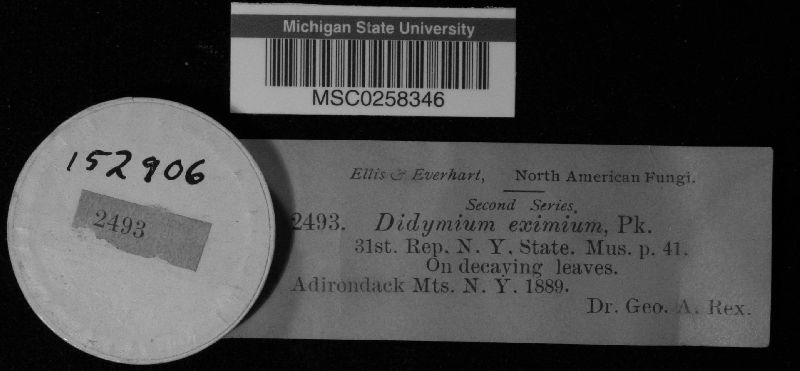 Michigan State University
MSC0258346
152906
2493
Ellis & Everhart, North American Fungi.
Second Series.
2493. Didymium eximium, Pk.
31st. Rep. N. Y. State. Mus. p. 41.
On decaying leaves.
Adirondack Mts. N. Y. 1889.
Dr. Geo. A. Rex.